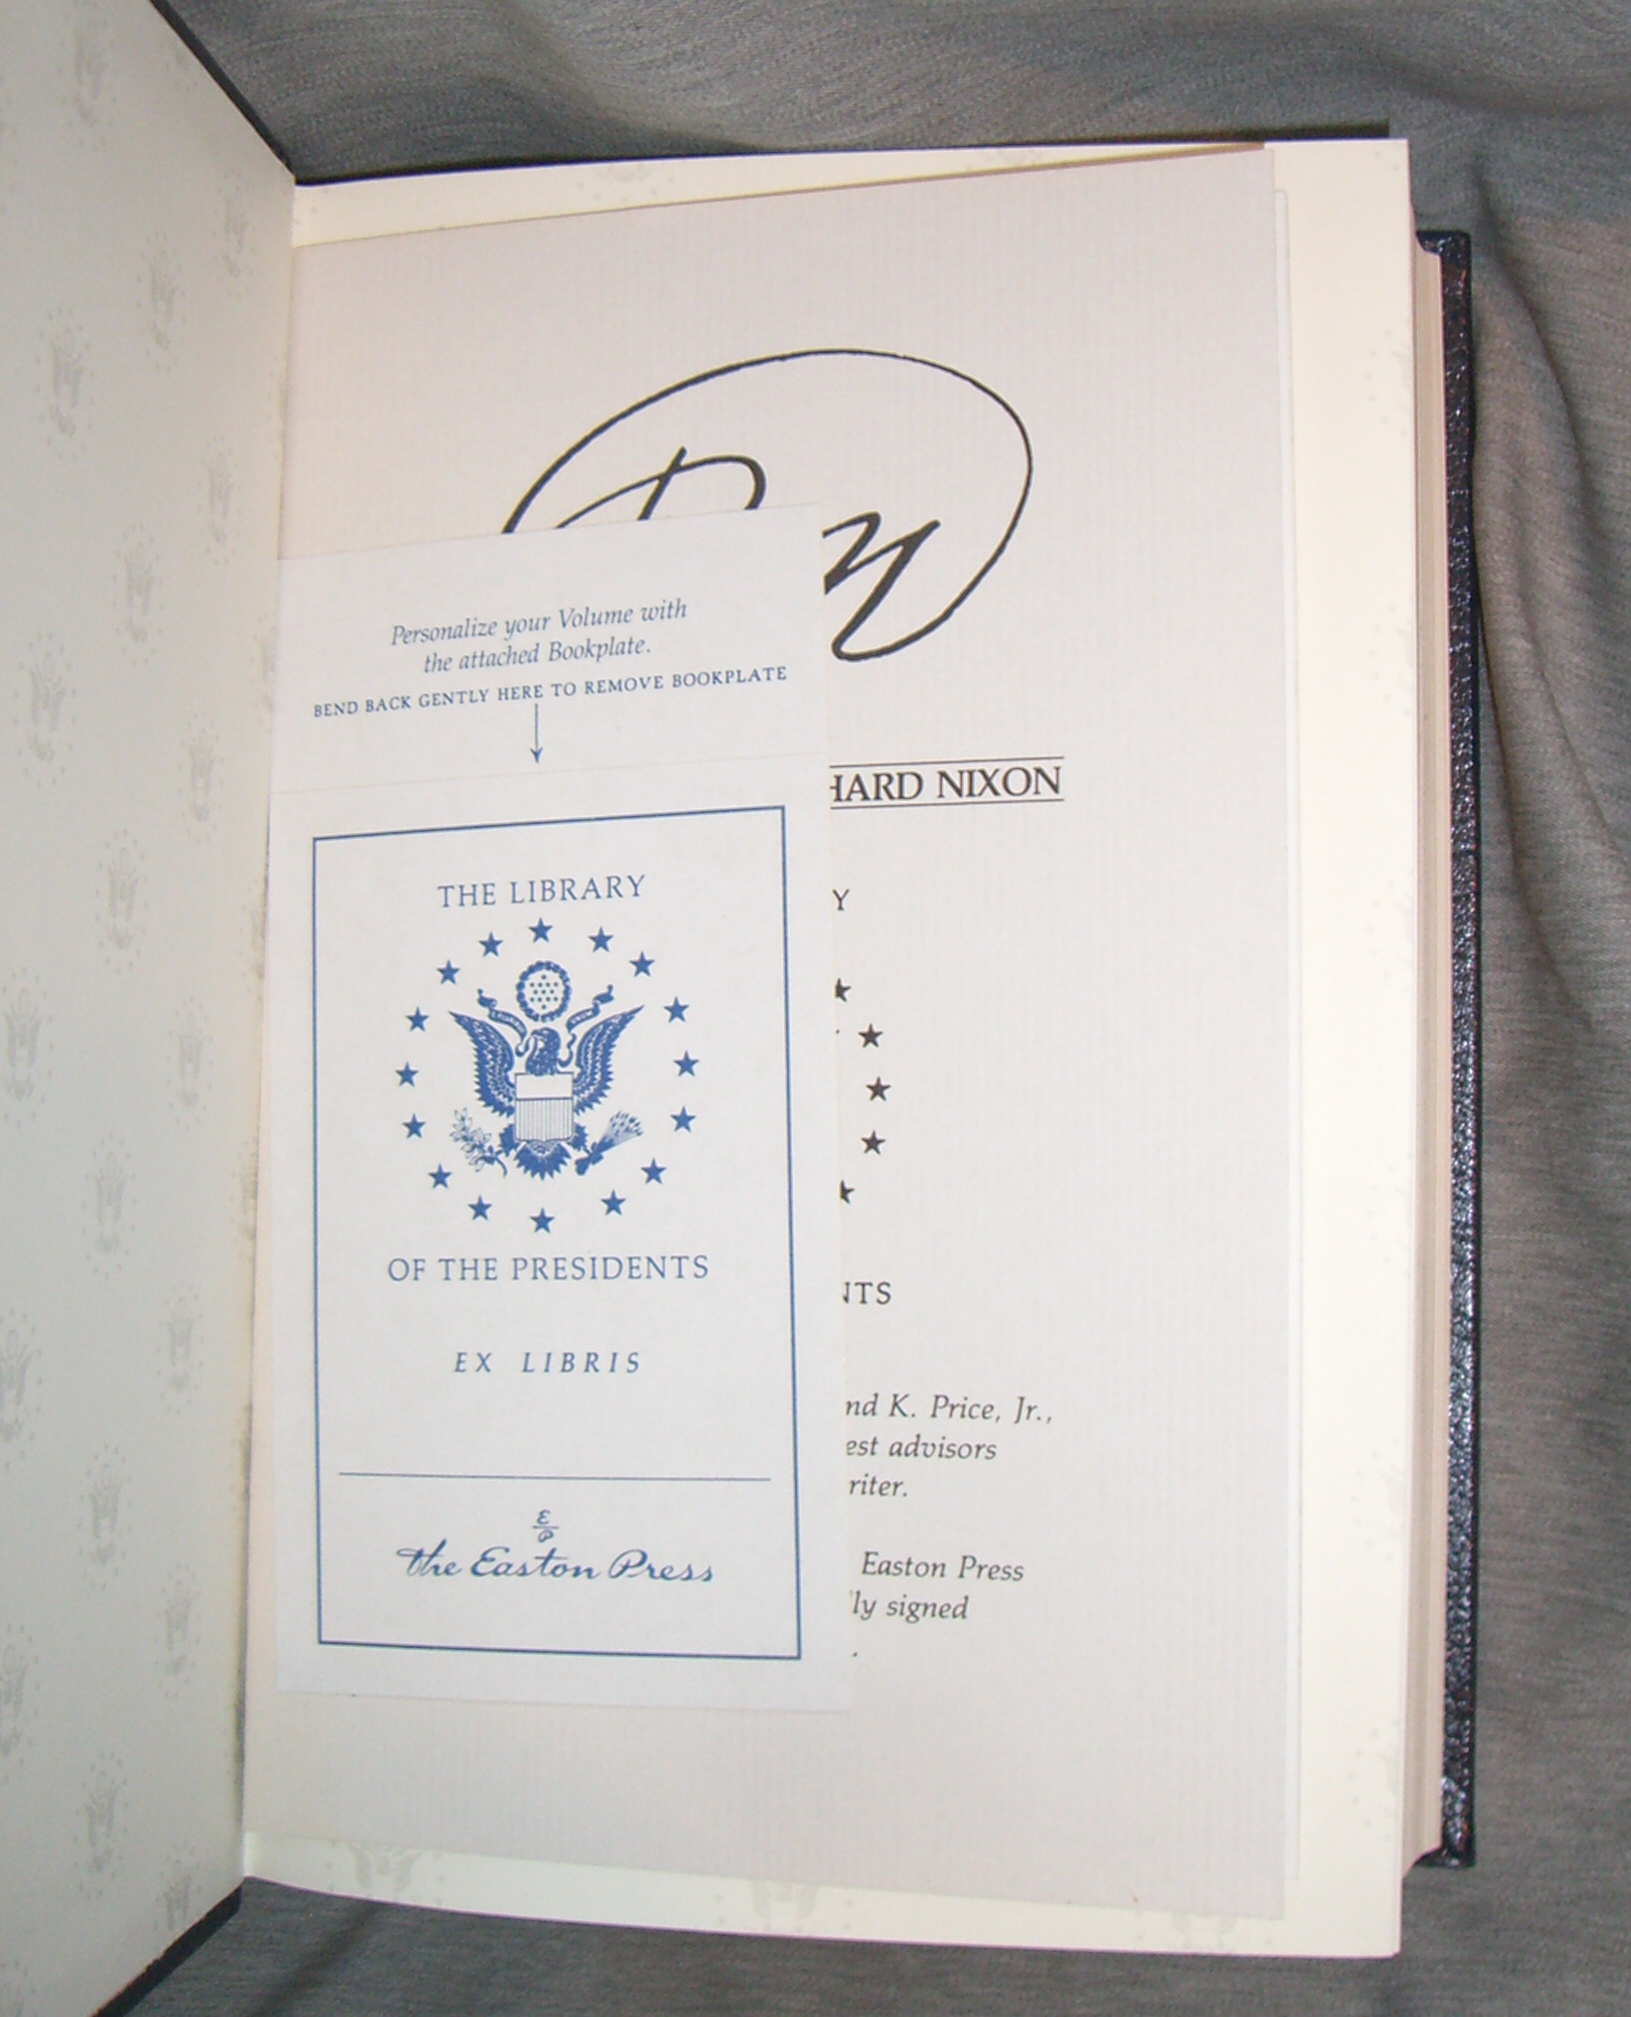 Personalize your Volume with
the attached Bookplate.
BEND BACK GENTLY HERE TO REMOVE BOOKPLATE
THE LIBRARY
OF THE PRESIDENTS
EX LIBRIS
E
P
The Easton Press
HARD NIXON
Y
NTS
nd K. Price, Jr.,
est advisors
riter.
Easton Press
lly signed
.